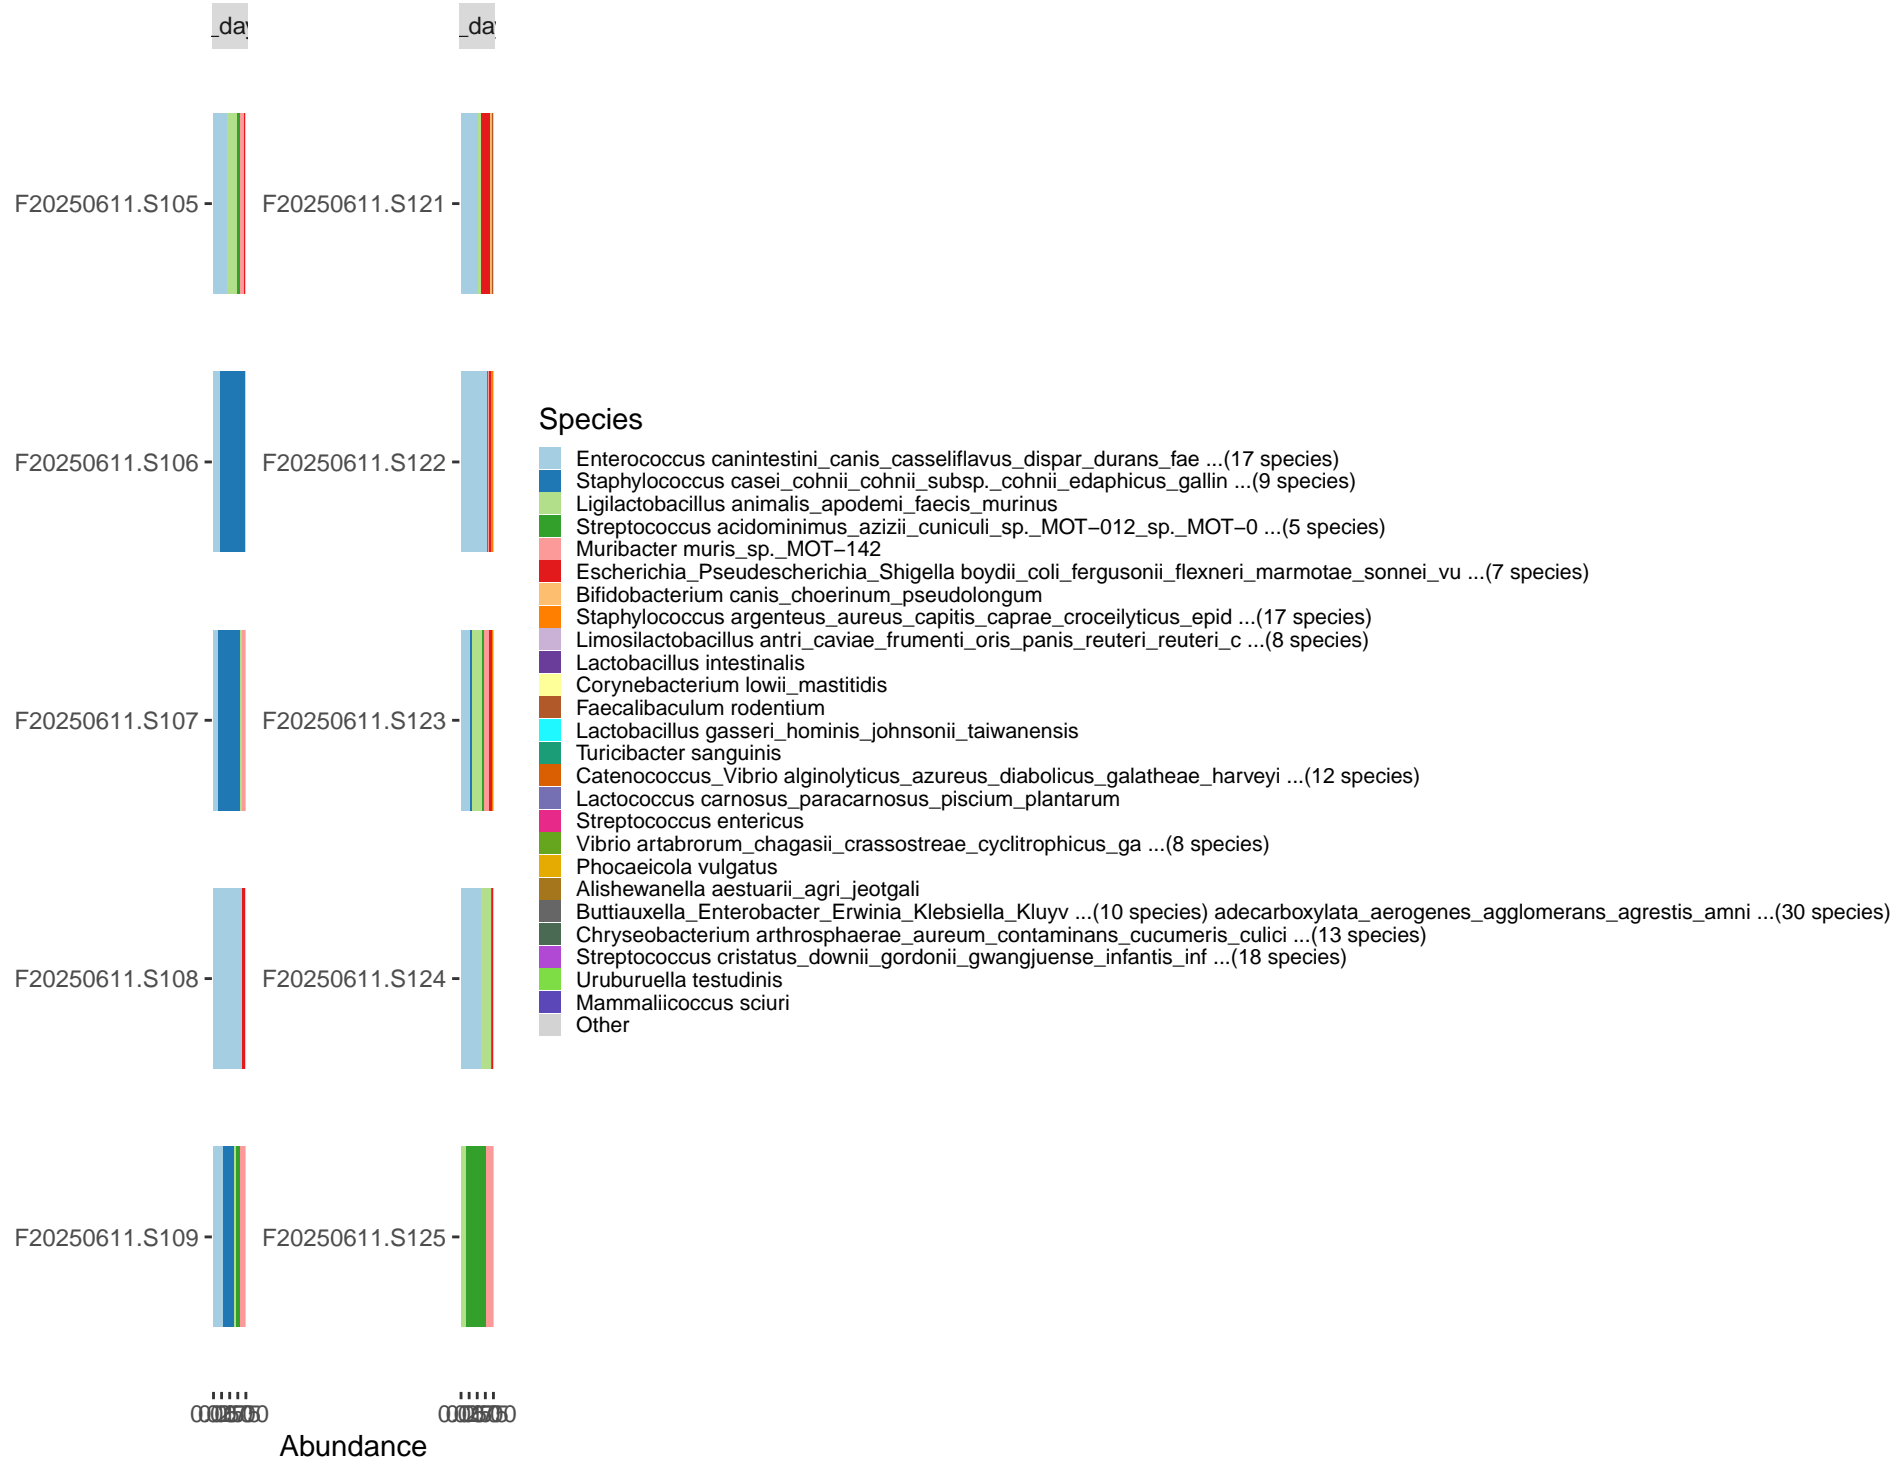 _day
_day
F20250611.S105
F20250611.S121
F20250611.S106
F20250611.S122
F20250611.S107
F20250611.S123
F20250611.S108
F20250611.S124
F20250611.S109
F20250611.S125
Abundance
Species
Enterococcus canintestini_canis_casseliflavus_dispar_durans_fae ...(17 species)
Staphylococcus casei_cohnii_cohnii_subsp._cohnii_edaphicus_gallin ...(9 species)
Ligilactobacillus animalis_apodemi_faecis_murinus
Streptococcus acidominimus_azizii_cuniculi_sp._MOT−012_sp._MOT−0 ...(5 species)
Muribacter muris_sp._MOT−142
Escherichia_Pseudescherichia_Shigella boydii_coli_fergusonii_flexneri_marmotae_sonnei_vu ...(7 species)
Bifidobacterium canis_choerinum_pseudolongum
Staphylococcus argenteus_aureus_capitis_caprae_croceilyticus_epid ...(17 species)
Limosilactobacillus antri_caviae_frumenti_oris_panis_reuteri_reuteri_c ...(8 species)
Lactobacillus intestinalis
Corynebacterium lowii_mastitidis
Faecalibaculum rodentium
Lactobacillus gasseri_hominis_johnsonii_taiwanensis
Turicibacter sanguinis
Catenococcus_Vibrio alginolyticus_azureus_diabolicus_galatheae_harveyi ...(12 species)
Lactococcus carnosus_paracarnosus_piscium_plantarum
Streptococcus entericus
Vibrio artabrorum_chagasii_crassostreae_cyclitrophicus_ga ...(8 species)
Phocaeicola vulgatus
Alishewanella aestuarii_agri_jeotgali
Buttiauxella_Enterobacter_Erwinia_Klebsiella_Kluyv ...(10 species) adecarboxylata_aerogenes_agglomerans_agrestis_amni ...(30 species)
Chryseobacterium arthrosphaerae_aureum_contaminans_cucumeris_culici ...(13 species)
Streptococcus cristatus_downii_gordonii_gwangjuense_infantis_inf ...(18 species)
Uruburuella testudinis
Mammaliicoccus sciuri
Other